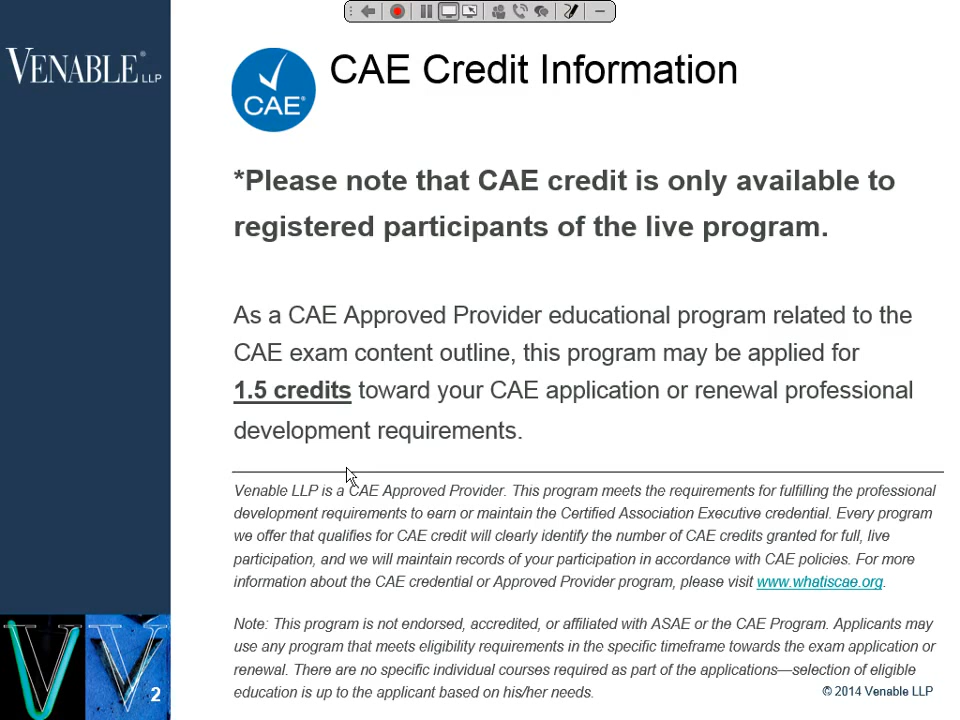 VENABLE® LLP
CAE®
CAE Credit Information
*Please note that CAE credit is only available to
registered participants of the live program.
As a CAE Approved Provider educational program related to the
CAE exam content outline, this program may be applied for
1.5 credits toward your CAE application or renewal professional
development requirements.
Venable LLP is a CAE Approved Provider. This program meets the requirements for fulfilling the professional
development requirements to earn or maintain the Certified Association Executive credential. Every program
we offer that qualifies for CAE credit will clearly identify the number of CAE credits granted for full, live
participation, and we will maintain records of your participation in accordance with CAE policies. For more
information about the CAE credential or Approved Provider program, please visit www.whatiscae.org.
Note: This program is not endorsed, accredited, or affiliated with ASAE or the CAE Program. Applicants may
use any program that meets eligibility requirements in the specific timeframe towards the exam application or
renewal. There are no specific individual courses required as part of the applications—selection of eligible
education is up to the applicant based on his/her needs.
© 2014 Venable LLP
V V 2